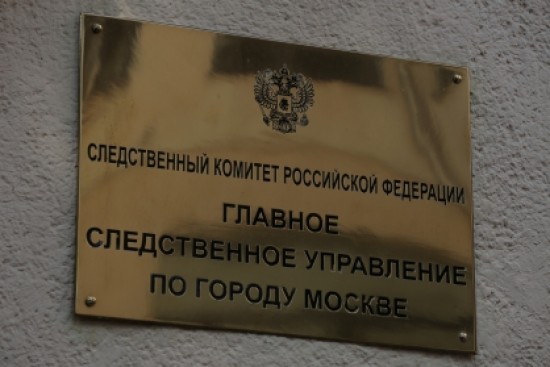 СЛЕДСТВЕННЫЙ КОМИТЕТ РОССИЙСКОЙ ФЕДЕРАЦИИ
ГЛАВНОЕ
СЛЕДСТВЕННОЕ УПРАВЛЕНИЕ
ПО ГОРОДУ МОСКВЕ